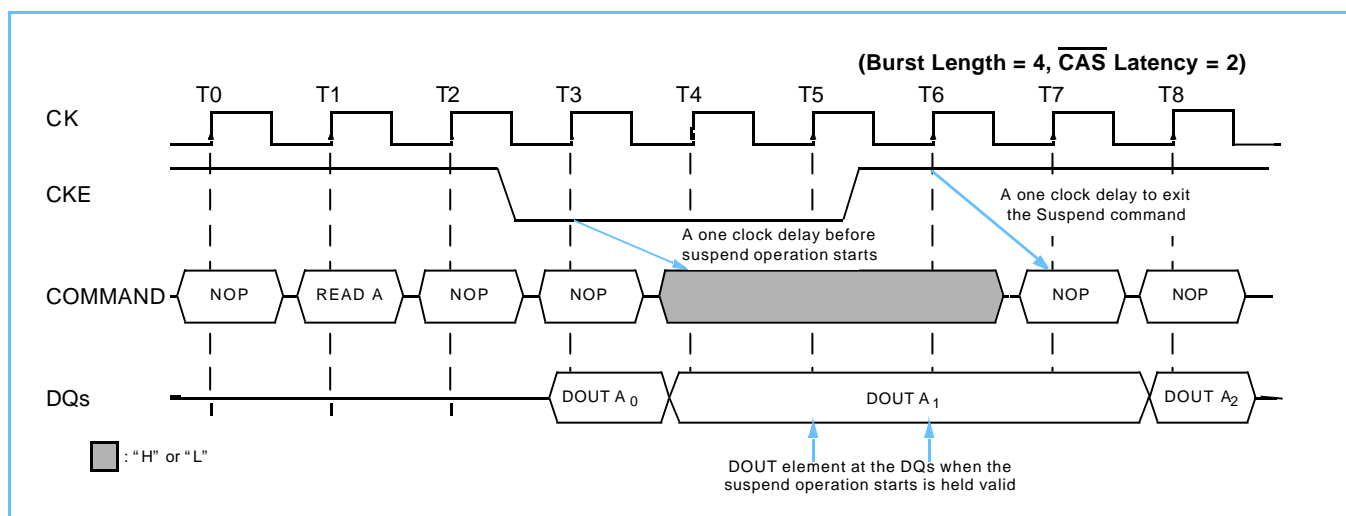 (Burst Length = 4, CAS Latency = 2)
T0 T1 T2 T3 T4 T5 T6 T7 T8
CK
CKE
A one clock delay to exit
the Suspend command
A one clock delay before
suspend operation starts
COMMAND NOP READ A NOP NOP NOP NOP
DQs DOUT A0 DOUT A1 DOUT A2
: “H” or “L”
DOUT element at the DQs when the
suspend operation starts is held valid